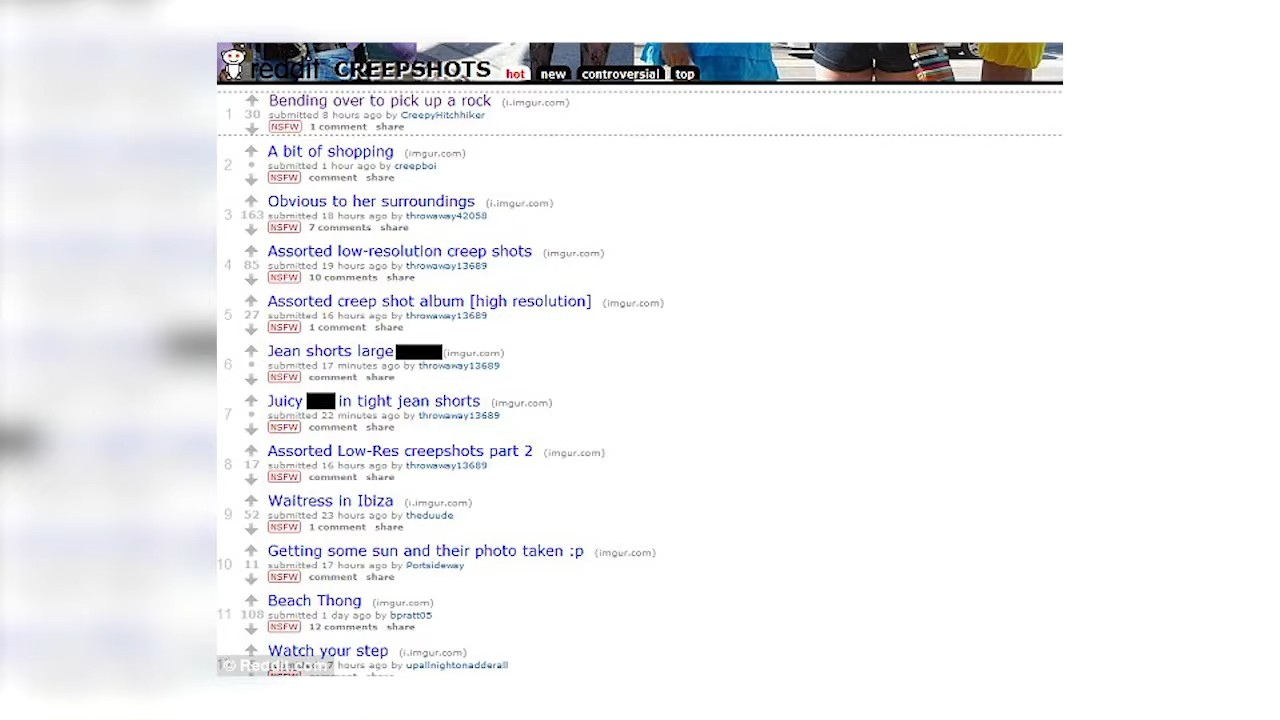 reddit CREEPSHOTS hot new controversial top
1 30 Bending over to pick up a rock (i.imgur.com)
submitted 8 hours ago by CreepyHitchhiker
NSFW 1 comment share
2 • A bit of shopping (imgur.com)
submitted 1 hour ago by creepboi
NSFW comment share
3 163 Obvious to her surroundings (i.imgur.com)
submitted 18 hours ago by throwaway42058
NSFW 7 comments share
4 85 Assorted low-resolution creep shots (imgur.com)
submitted 19 hours ago by throwaway13689
NSFW 10 comments share
5 27 Assorted creep shot album [high resolution] (imgur.com)
submitted 16 hours ago by throwaway13689
NSFW 1 comment share
6 • Jean shorts large (imgur.com)
submitted 17 minutes ago by throwaway13689
NSFW comment share
7 • Juicy in tight jean shorts (imgur.com)
submitted 22 minutes ago by throwaway13689
NSFW comment share
8 17 Assorted Low-Res creepshots part 2 (imgur.com)
submitted 16 hours ago by throwaway13689
NSFW comment share
9 52 Waitress in Ibiza (i.imgur.com)
submitted 23 hours ago by theduude
NSFW 1 comment share
10 11 Getting some sun and their photo taken :p (imgur.com)
submitted 17 hours ago by Portsideway
NSFW comment share
11 108 Beach Thong (imgur.com)
submitted 1 day ago by bpratt05
NSFW 12 comments share
Watch your step (i.imgur.com)
© Reddit.com 7 hours ago by upallnightonadderall